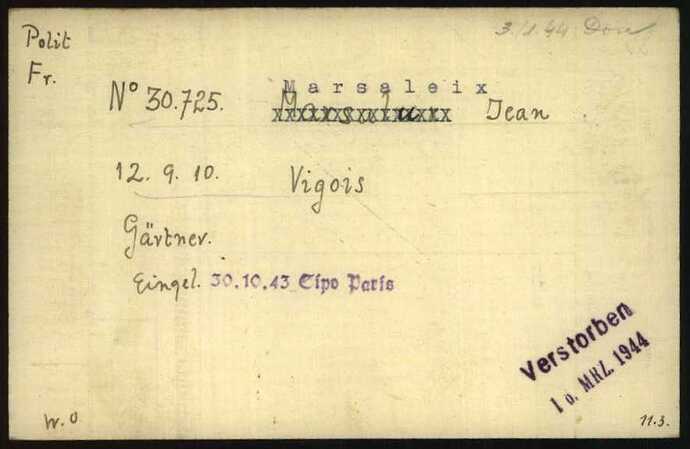 Polit
Fr.
3.1.44 Dora
Marsaleix
Nº 30.725. Jean
12. 9. 10. Vigois
Gärtner.
Eingel. 30.10.43 Sipo Paris
Verstorben
10. MRZ. 1944
W.O
11.3.